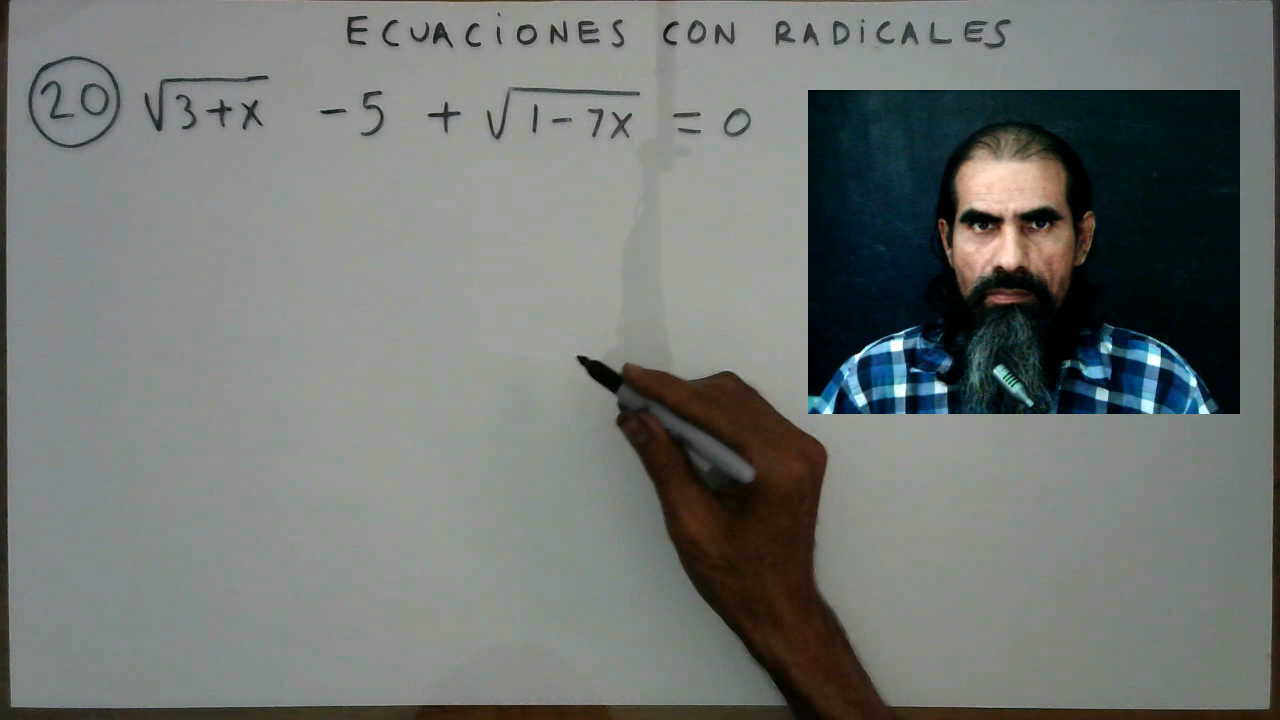 ECUACIONES CON RADICALES
20 √3+x - 5 + √1-7x = 0